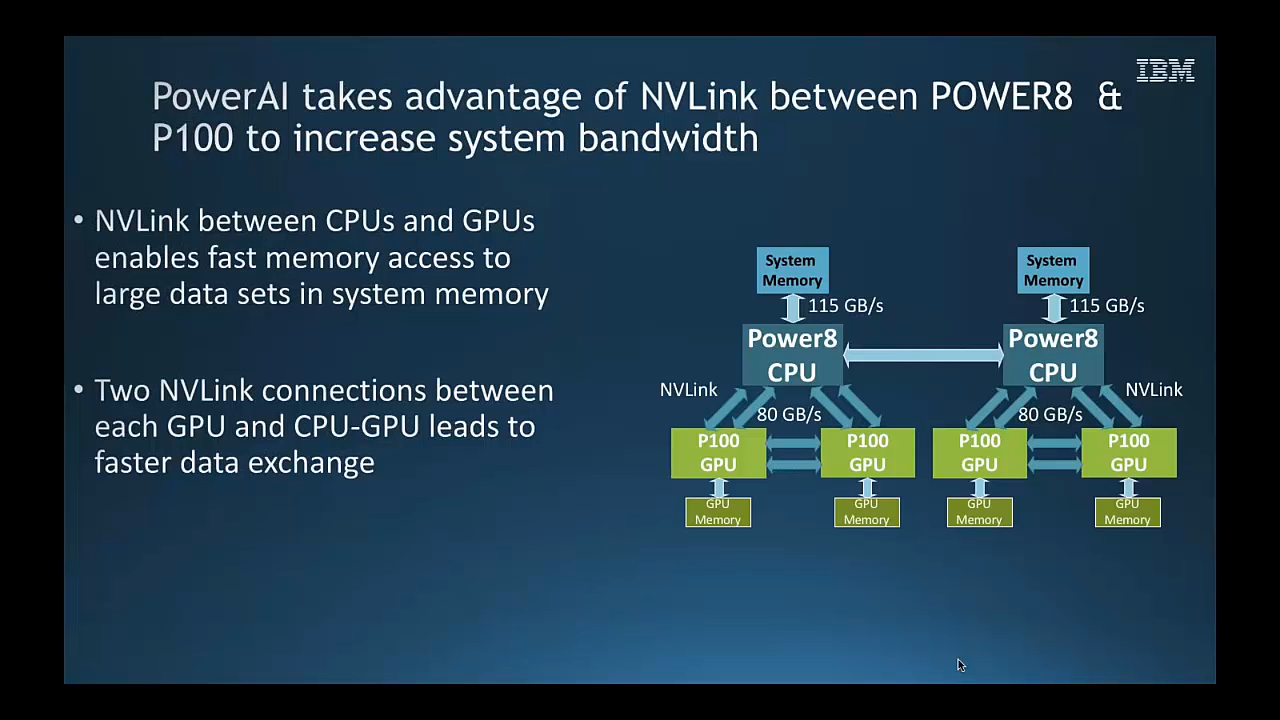 IBM
PowerAI takes advantage of NVLink between POWER8 &
P100 to increase system bandwidth
• NVLink between CPUs and GPUs
enables fast memory access to
large data sets in system memory
• Two NVLink connections between
each GPU and CPU-GPU leads to
faster data exchange
System
Memory
115 GB/s
Power8
CPU
NVLink
80 GB/s
P100
GPU
P100
GPU
GPU
Memory
GPU
Memory
System
Memory
115 GB/s
Power8
CPU
NVLink
80 GB/s
P100
GPU
P100
GPU
GPU
Memory
GPU
Memory